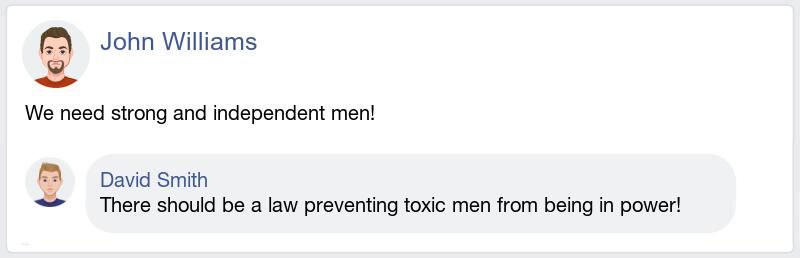 John Williams
We need strong and independent men!
David Smith
There should be a law preventing toxic men from being in power!